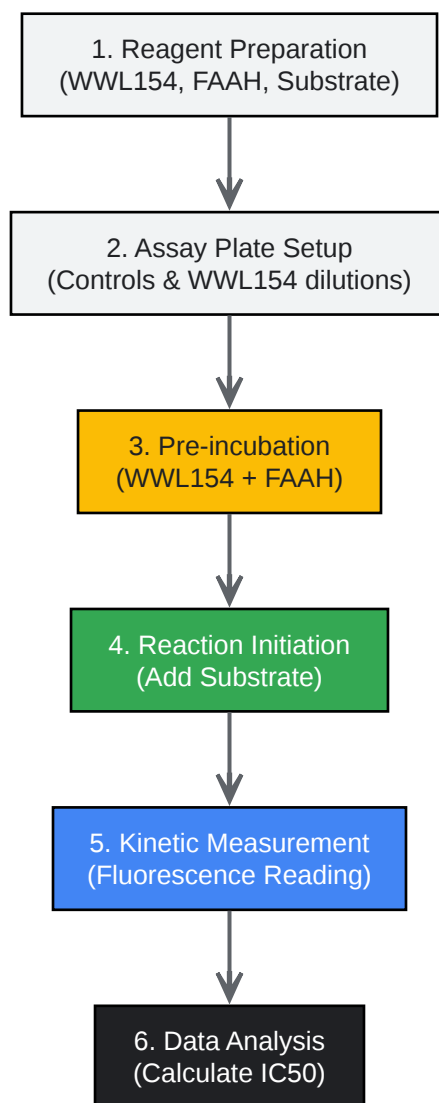 1. Reagent Preparation
(WWL154, FAAH, Substrate)
2. Assay Plate Setup
(Controls & WWL154 dilutions)
3. Pre-incubation
(WWL154 + FAAH)
4. Reaction Initiation
(Add Substrate)
5. Kinetic Measurement
(Fluorescence Reading)
6. Data Analysis
(Calculate IC50)